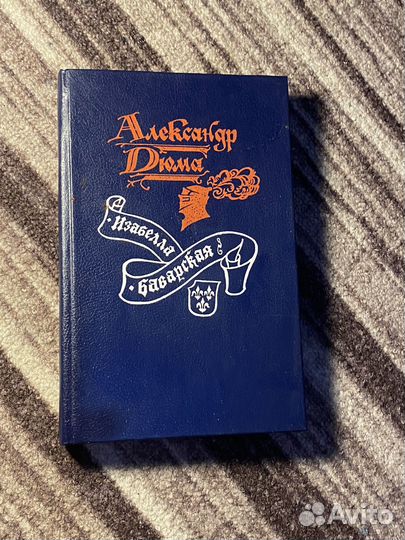 Александр
Дюма
Изабелла
Баварская
Avito